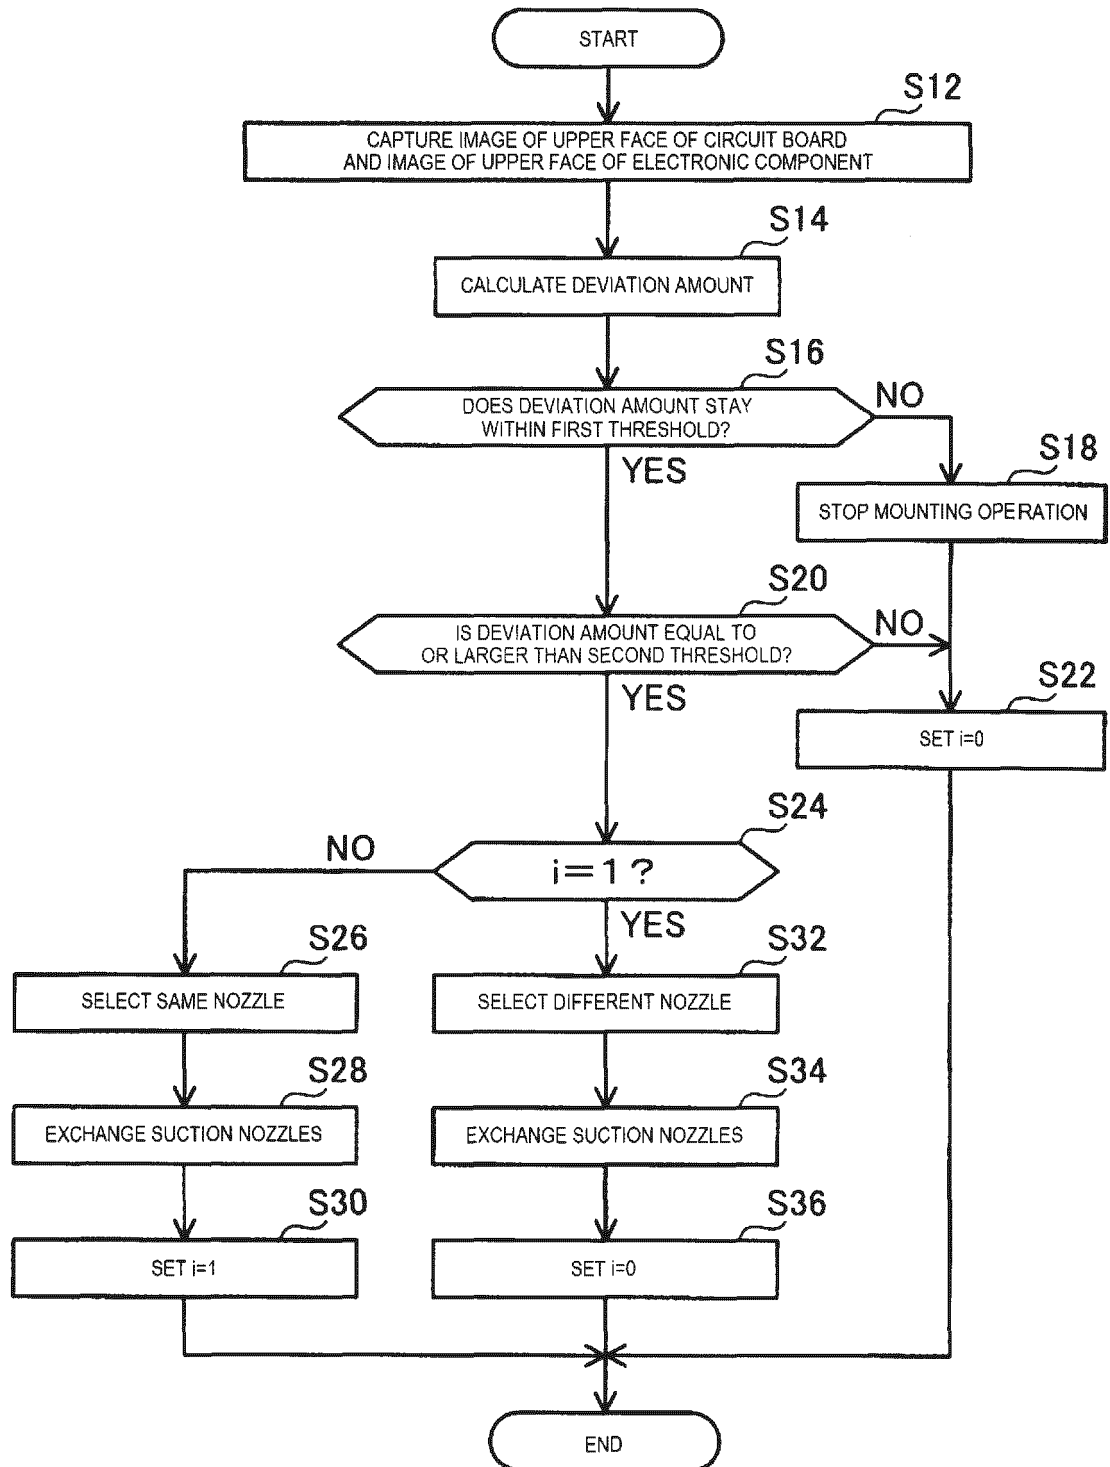 START
S12
CAPTURE IMAGE OF UPPER FACE OF CIRCUIT BOARD
AND IMAGE OF UPPER FACE OF ELECTRONIC COMPONENT
S14
CALCULATE DEVIATION AMOUNT
S16
DOES DEVIATION AMOUNT STAY
WITHIN FIRST THRESHOLD?
NO
YES
S18
STOP MOUNTING OPERATION
S20
IS DEVIATION AMOUNT EQUAL TO
OR LARGER THAN SECOND THRESHOLD?
NO
YES
S22
SET i=0
S24
i=1?
NO
YES
S26
SELECT SAME NOZZLE
S32
SELECT DIFFERENT NOZZLE
S28
EXCHANGE SUCTION NOZZLES
S34
EXCHANGE SUCTION NOZZLES
S30
SET i=1
S36
SET i=0
END